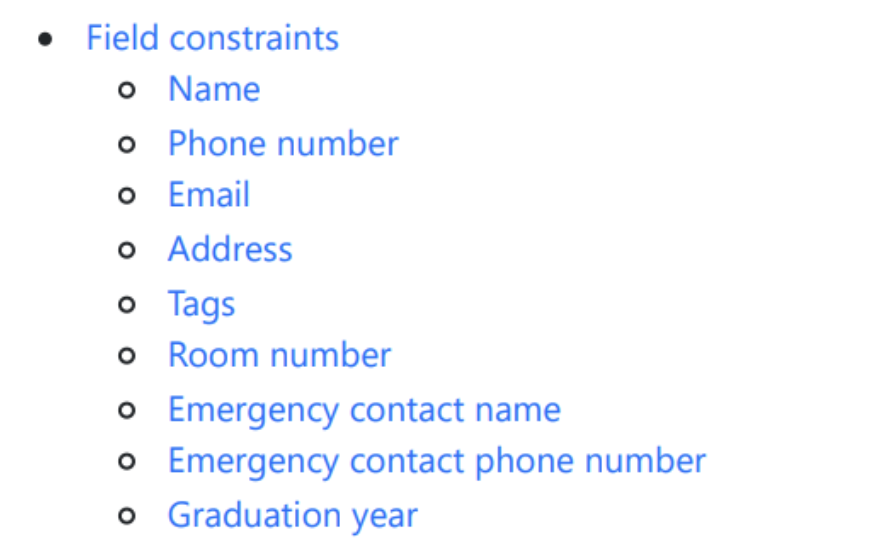 Field constraints
Name
Phone number
Email
Address
Tags
Room number
Emergency contact name
Emergency contact phone number
Graduation year